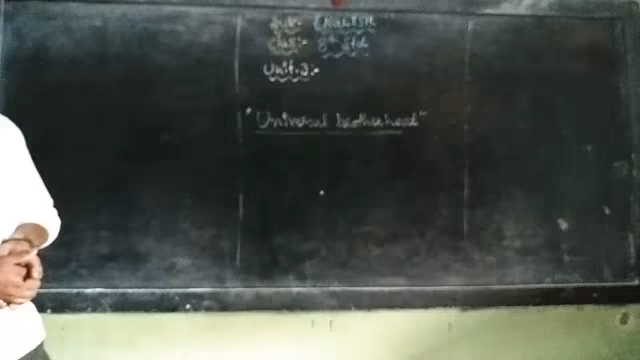 Sub:- ENGLISH
Class:- 8th Std
Unit.3:-
"Universal brotherhood"